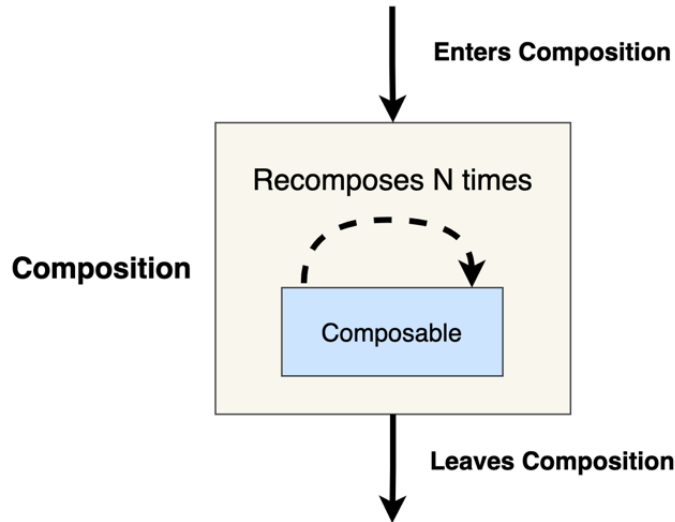 Enters Composition
Recomposes N times
Composition
Composable
Leaves Composition